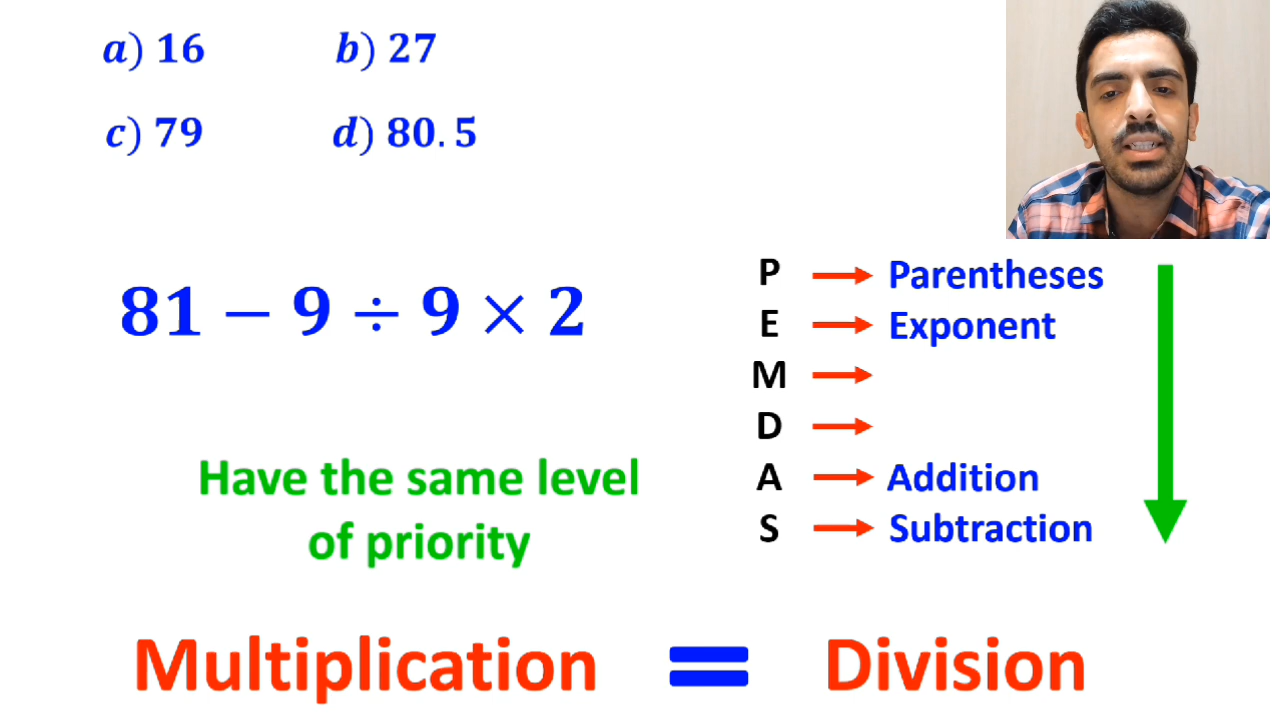 a) 16 b) 27
c) 79 d) 80.5
81 − 9 ÷ 9 × 2
P → Parentheses
E → Exponent
M →
D →
A → Addition
S → Subtraction
Have the same level
of priority
Multiplication = Division